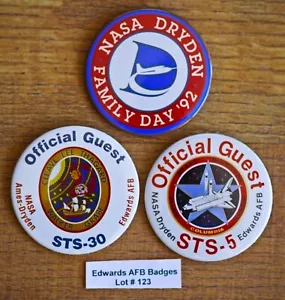 NASA DRYDEN
FAMILY DAY '92
Official Guest
NASA
Ames-Dryden
Edwards AFB
STS-30
Official Guest
NASA Dryden
COLUMBIA
Edwards AFB
STS-5
Edwards AFB Badges
Lot # 123